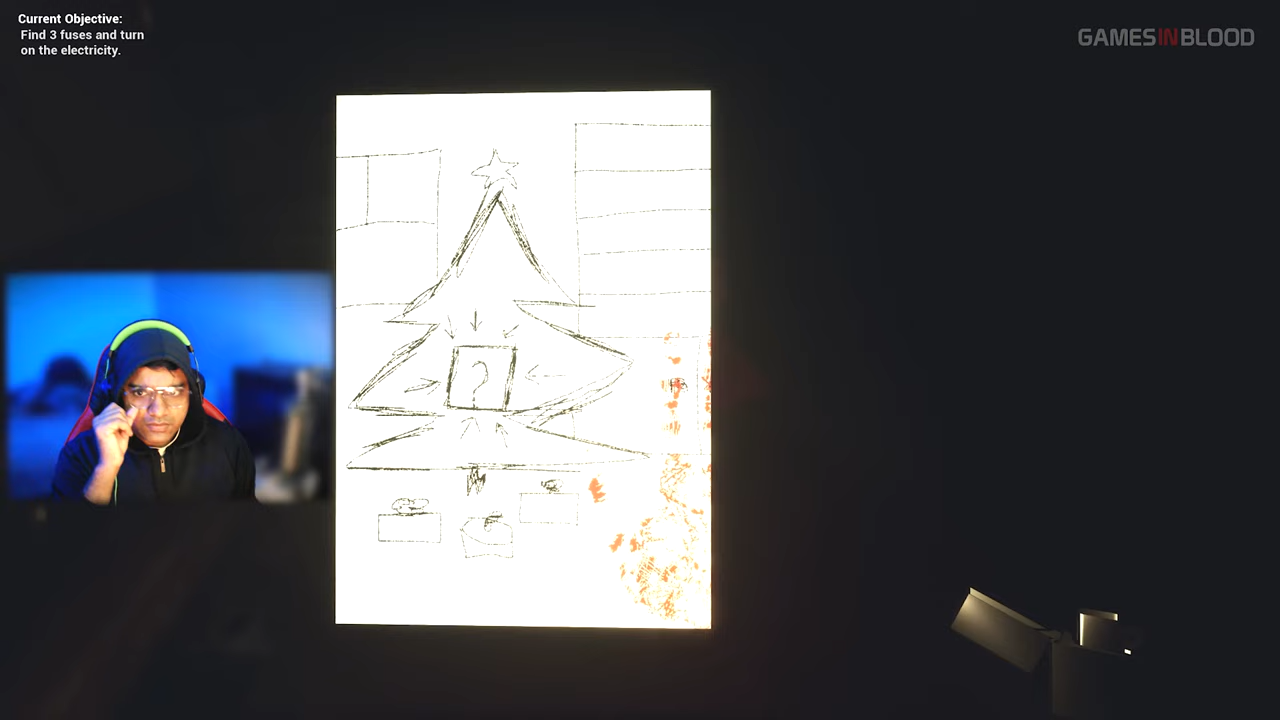 Current Objective:
Find 3 fuses and turn
on the electricity.
GAMESINBLOOD
?